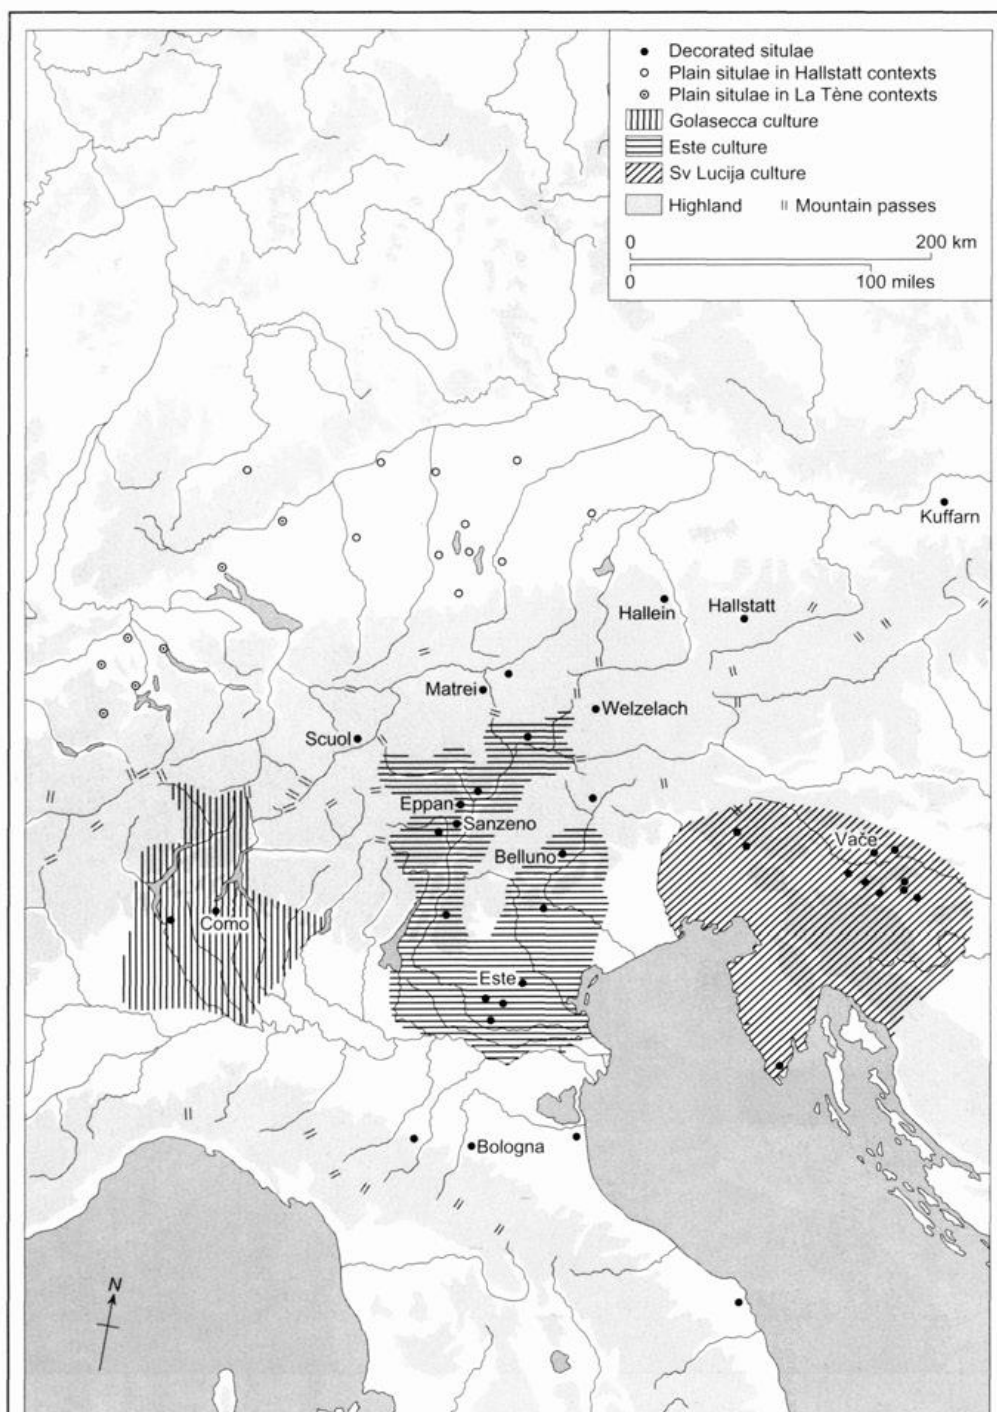 Decorated situlae
Plain situlae in Hallstatt contexts
Plain situlae in La Tène contexts
Golasecca culture
Este culture
Sv Lucija culture
Highland
Mountain passes
0
200 km
0
100 miles
Kuffarn
Hallein
Hallstatt
Matrei
Welzelach
Scuol
Eppan
Sanzeno
Vače
Belluno
Como
Este
Bologna
N